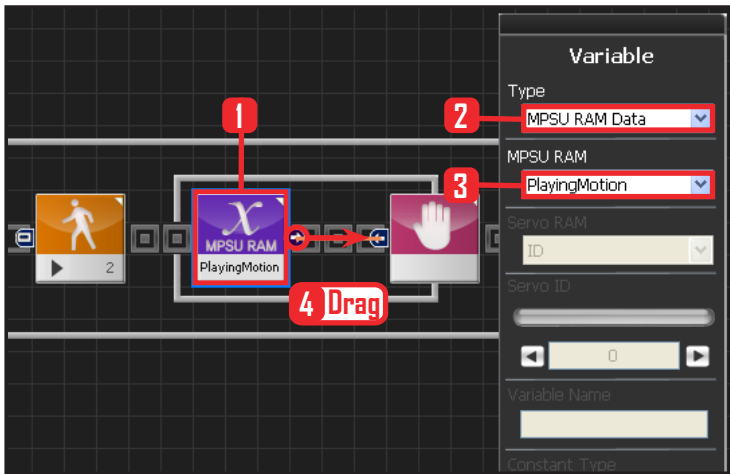 1
2
3
4 Drag
2
X
MPSU RAM
PlayingMotion
Variable
Type
MPSU RAM Data
MPSU RAM
PlayingMotion
Servo RAM
ID
Servo ID
0
Variable Name
Constant Type